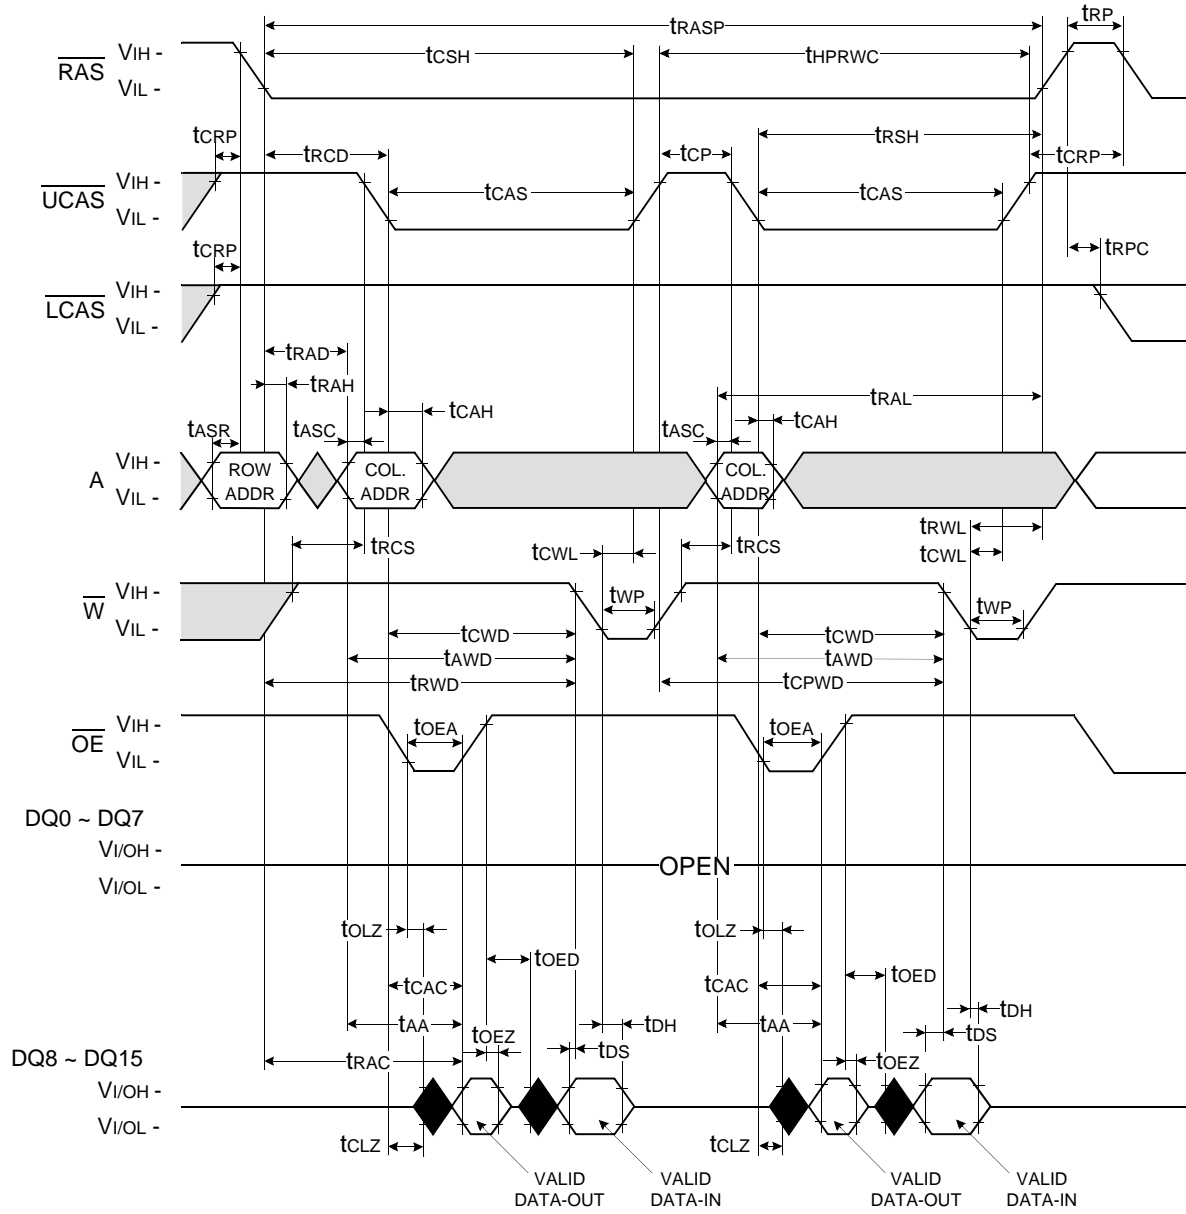 tRASP
tRP
VIH -
tCSH
tHPRWC
RAS
VIL -
tCRP
tRCD
tCP
tRSH
tCRP
VIH -
UCAS
tCAS
tCAS
VIL -
tCRP
tRPC
VIH -
LCAS
VIL -
tRAD
tRAH
tCAH
tRAL
tASR
tASC
tASC
tCAH
VIH -
A
ROW
ADDR
COL.
ADDR
COL.
ADDR
VIL -
tRWL
tRCS
tCWL
tRCS
tCWL
VIH -
W
tWP
tWP
VIL -
tCWD
tCWD
tAWD
tAWD
tRWD
tCPWD
VIH -
OE
tOEA
tOEA
VIL -
DQ0 ~ DQ7
VI/OH -
OPEN
VI/OL -
tOLZ
tOLZ
tOED
tOED
tCAC
tCAC
tAA
tOEZ
tDH
tAA
tDH
tDS
tDS
DQ8 ~ DQ15
tRAC
tOEZ
VI/OH -
VI/OL -
tCLZ
tCLZ
VALID
DATA-OUT
VALID
DATA-IN
VALID
DATA-OUT
VALID
DATA-IN